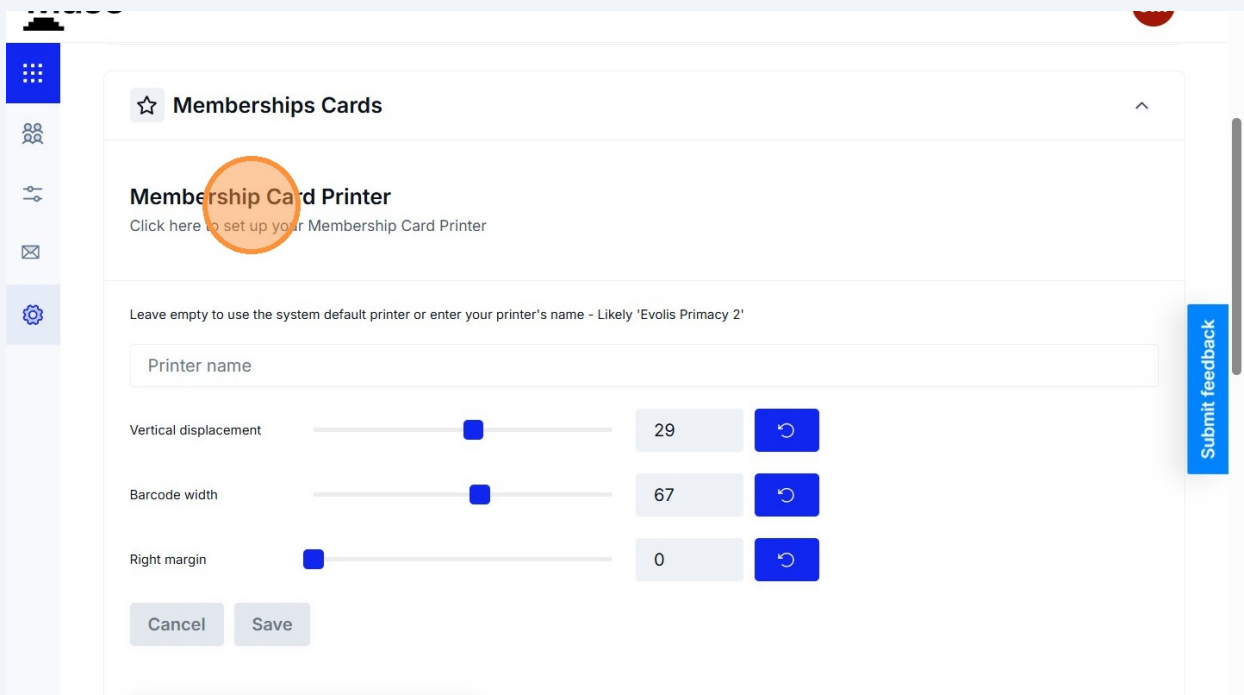 Memberships Cards
Membership Card Printer
Click here to set up your Membership Card Printer
Leave empty to use the system default printer or enter your printer's name - Likely 'Evolis Primacy 2'
Printer name
Vertical displacement 29
Barcode width 67
Right margin 0
Cancel Save
Submit feedback